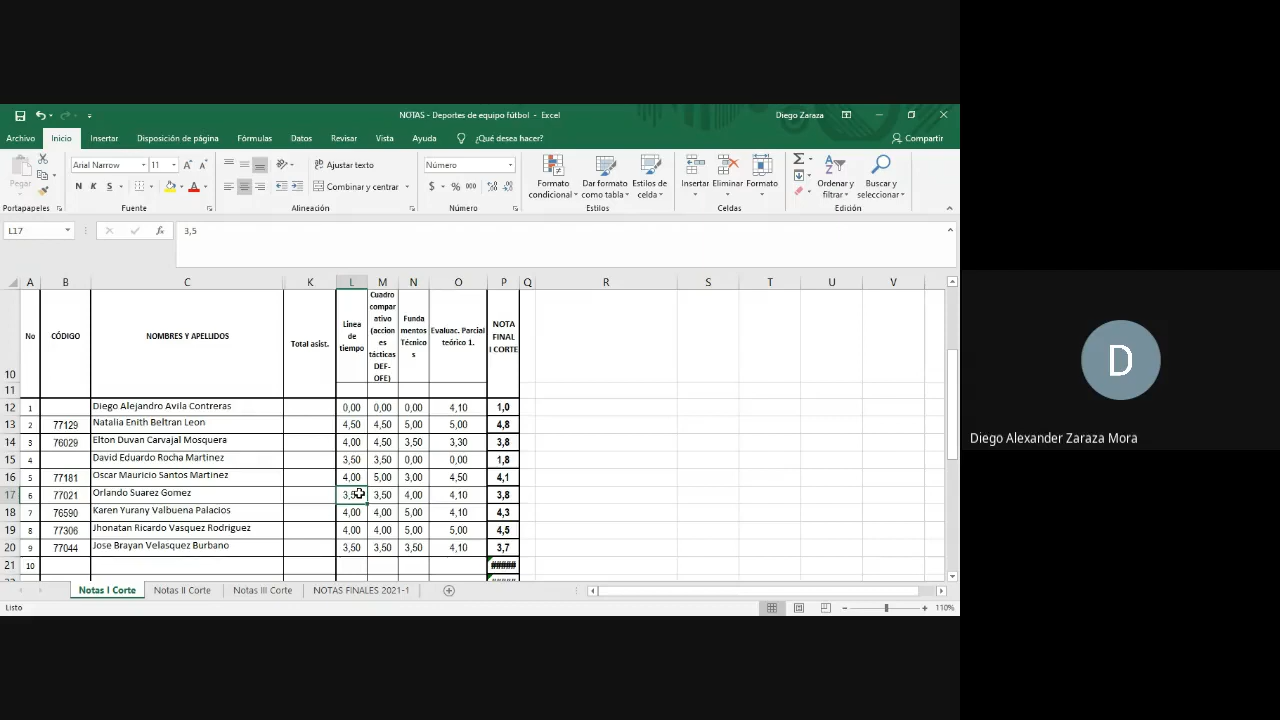 NOTAS - Deportes de equipo fútbol - Excel
Diego Zaraza
Archivo Inicio Insertar Disposición de página Fórmulas Datos Revisar Vista Ayuda ¿Qué desea hacer? Compartir
Pegar
Arial Narrow 11
N K S
Ajustar texto
Combinar y centrar
Número
$ % 000
Formato condicional
Dar formato como tabla
Estilos de celda
Insertar Eliminar Formato
Ordenar y filtrar
Buscar y seleccionar
Portapapeles Fuente Alineación Número Estilos Celdas Edición
L17 fx 3,5
A B C K L M N O P Q R S T U V
10 No CÓDIGO NOMBRES Y APELLIDOS Total asist.
Linea
de
tiempo
Cuadro
compar
ativo
(accion
es
tácticas
DEF-
OFE)
Funda
mentos
Técnico
s
Evaluac. Parcial
teórico 1.
NOTA
FINAL
I CORTE
11
12 1 Diego Alejandro Avila Contreras 0,00 0,00 0,00 4,10 1,0
13 2 77129 Natalia Enith Beltran Leon 4,50 4,50 5,00 5,00 4,8
14 3 76029 Elton Duvan Carvajal Mosquera 4,00 4,50 3,50 3,30 3,8
15 4 David Eduardo Rocha Martinez 3,50 3,50 0,00 0,00 1,8
16 5 77181 Oscar Mauricio Santos Martinez 4,00 5,00 3,00 4,50 4,1
17 6 77021 Orlando Suarez Gomez 3,50 3,50 4,00 4,10 3,8
18 7 76590 Karen Yurany Valbuena Palacios 4,00 4,00 5,00 4,10 4,3
19 8 77306 Jhonatan Ricardo Vasquez Rodriguez 4,00 4,00 5,00 5,00 4,5
20 9 77044 Jose Brayan Velasquez Burbano 3,50 3,50 3,50 4,10 3,7
21 10 #####
Notas I Corte Notas II Corte Notas III Corte NOTAS FINALES 2021-1
Listo 110%
D
Diego Alexander Zaraza Mora